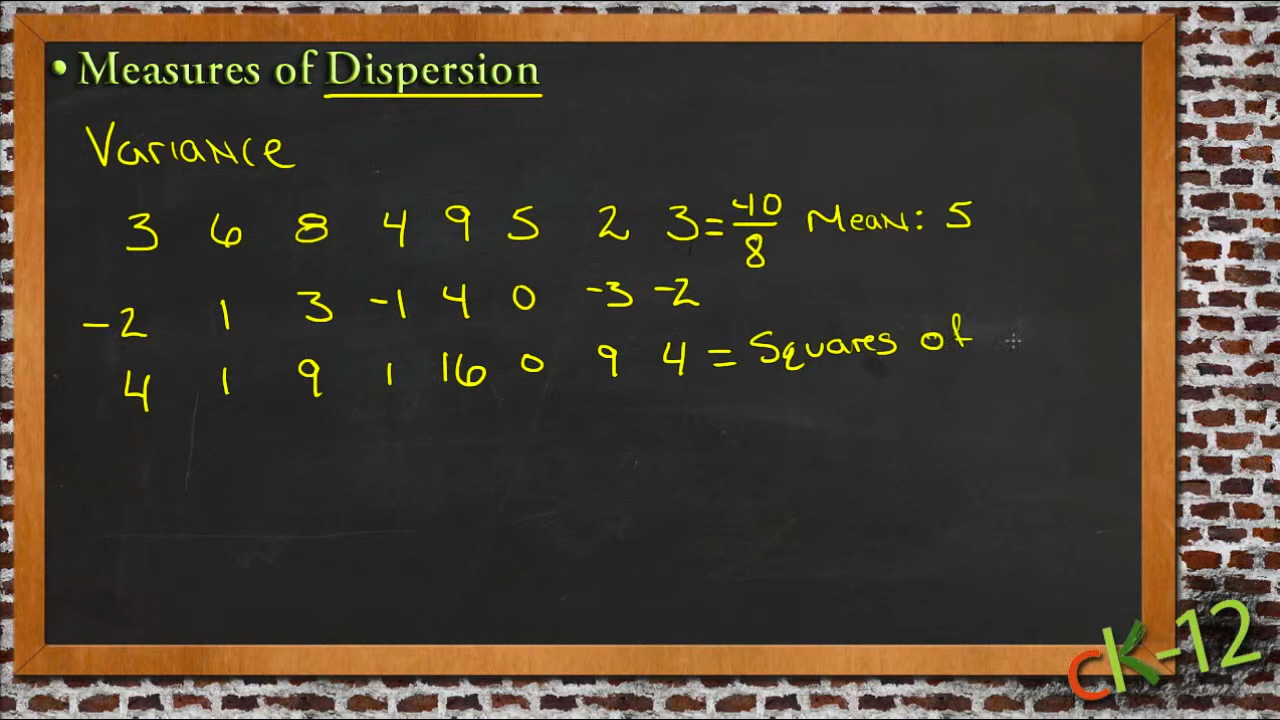 • Measures of Dispersion
Variance
3 6 8 4 9 5 2 3 = 40/8 Mean: 5
-2 1 3 -1 4 0 -3 -2
4 1 9 1 16 0 9 4 = Squares of
CK-12